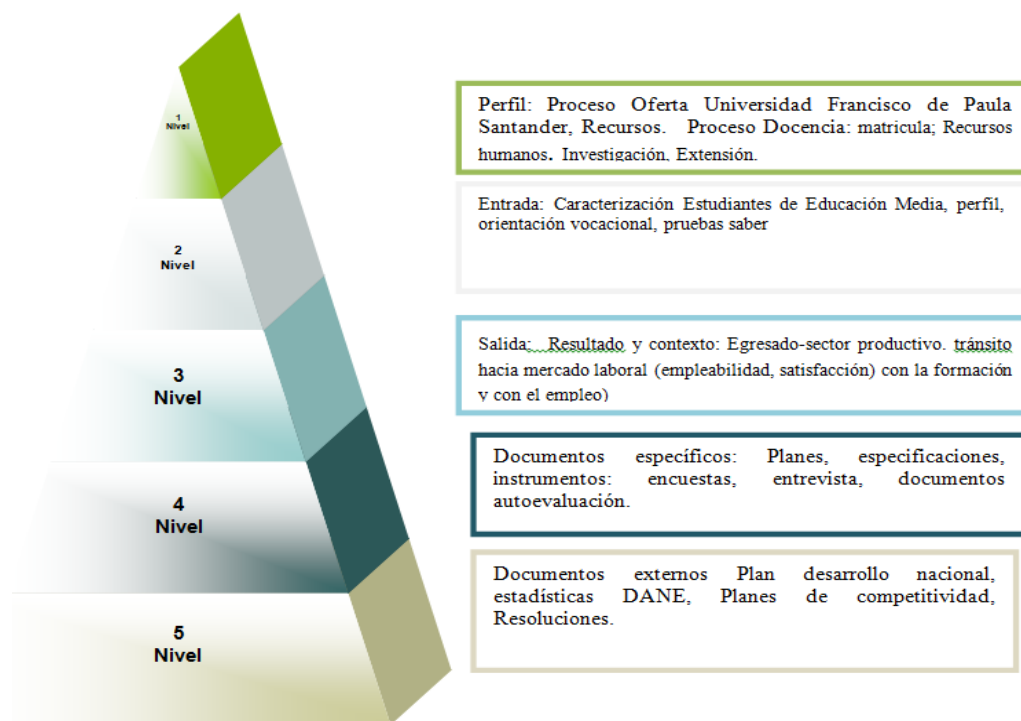 1
Nivel
Perfil: Proceso Oferta Universidad Francisco de Paula
Santander, Recursos. Proceso Docencia: matricula; Recursos
humanos. Investigación, Extensión.
2
Nivel
Entrada: Caracterización Estudiantes de Educación Media, perfil,
orientación vocacional, pruebas saber
3
Nivel
Salida: Resultado y contexto: Egresado-sector productivo. tránsito
hacia mercado laboral (empleabilidad, satisfacción) con la formación
y con el empleo)
4
Nivel
Documentos específicos: Planes, especificaciones,
instrumentos: encuestas, entrevista, documentos
autoevaluación.
5
Nivel
Documentos externos Plan desarrollo nacional,
estadísticas DANE, Planes de competitividad,
Resoluciones.